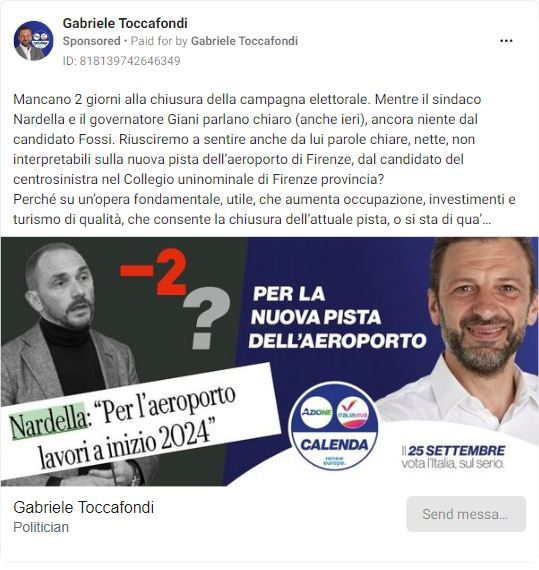 Gabriele Toccafondi
Sponsored • Paid for by Gabriele Toccafondi
ID: 818139742646349
Mancano 2 giorni alla chiusura della campagna elettorale. Mentre il sindaco
Nardella e il governatore Giani parlano chiaro (anche ieri), ancora niente dal
candidato Fossi. Riusciremo a sentire anche da lui parole chiare, nette, non
interpretabili sulla nuova pista dell'aeroporto di Firenze, dal candidato del
centrosinistra nel Collegio uninominale di Firenze provincia?
Perché su un'opera fondamentale, utile, che aumenta occupazione, investimenti e
turismo di qualità, che consente la chiusura dell'attuale pista, o si sta di qua'...
-2
?
PER LA
NUOVA PISTA
DELL'AEROPORTO
Nardella: "Per l'aeroporto
lavori a inizio 2024"
AZIONE
ITALIAVIVA
CALENDA
renew
europe.
Il 25 SETTEMBRE
vota l'Italia, sul serio.
Gabriele Toccafondi
Politician
Send messa...